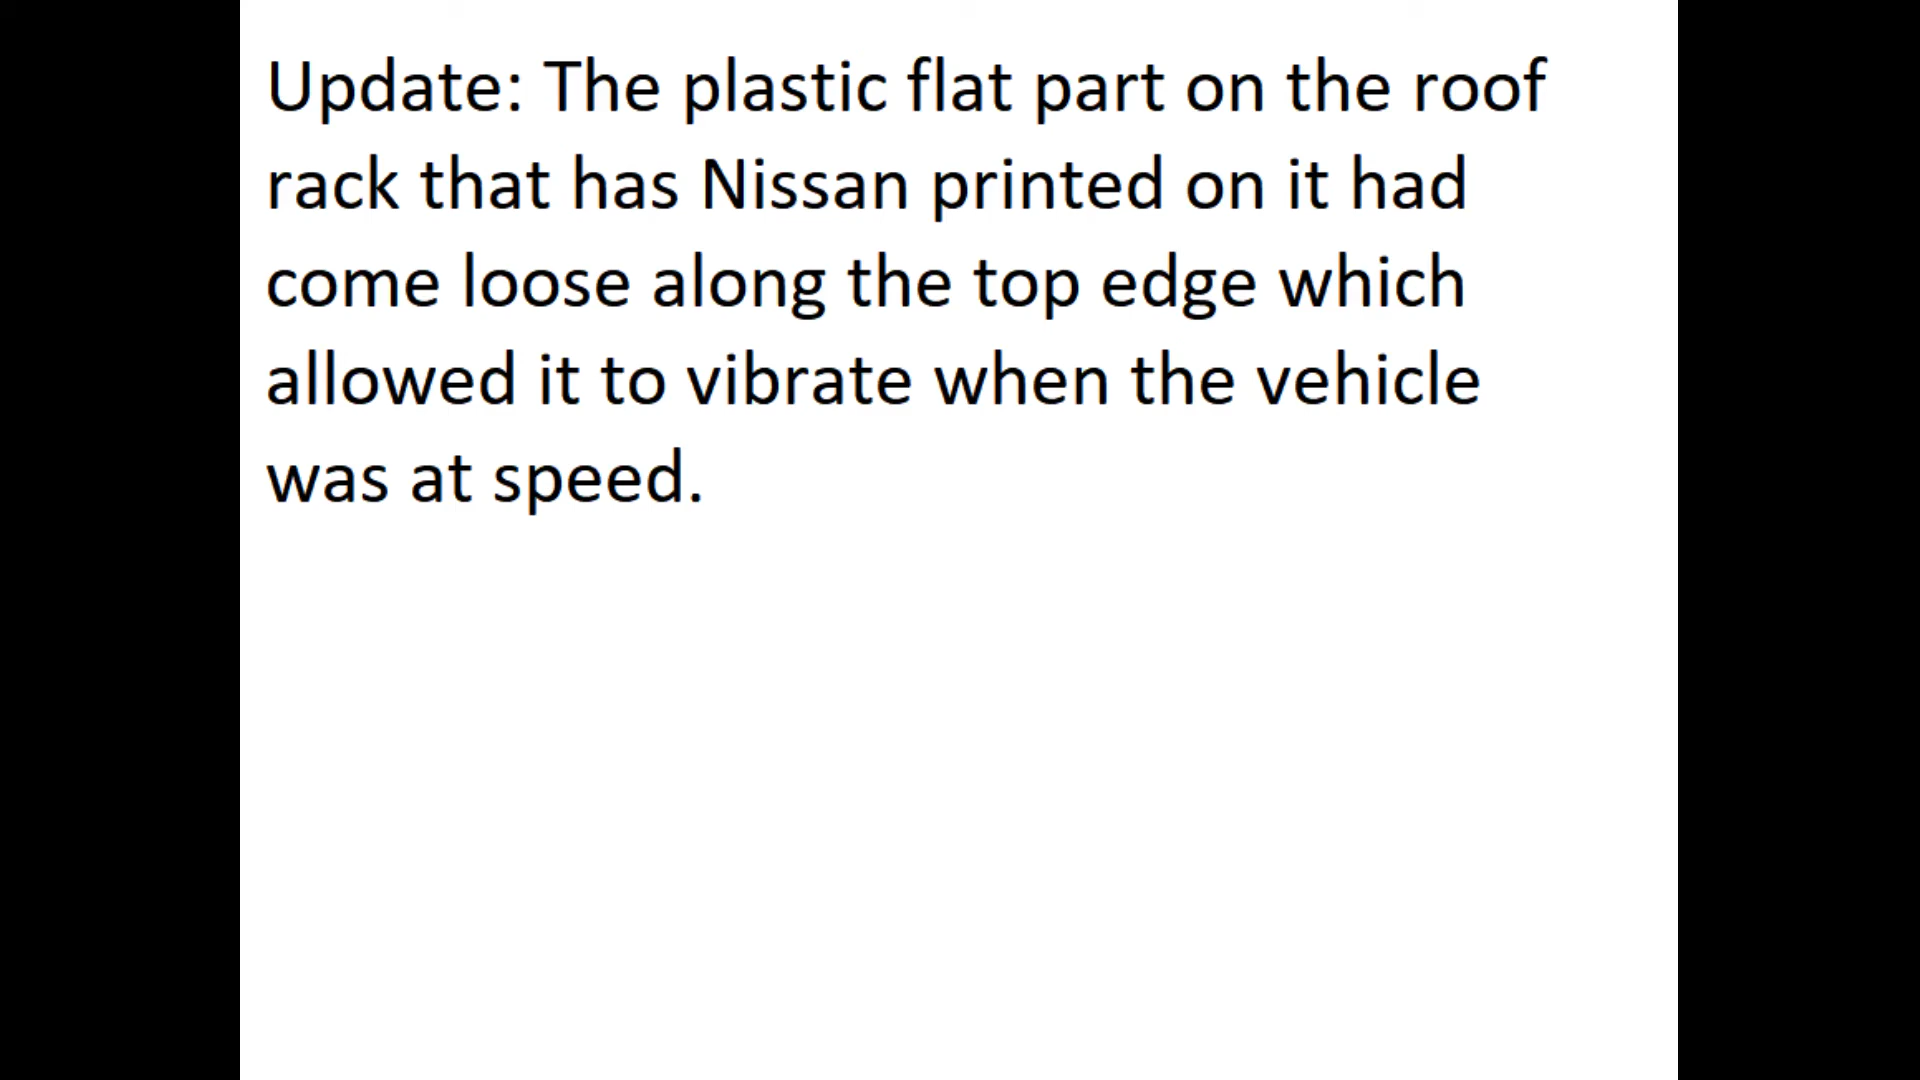 Update: The plastic flat part on the roof
rack that has Nissan printed on it had
come loose along the top edge which
allowed it to vibrate when the vehicle
was at speed.